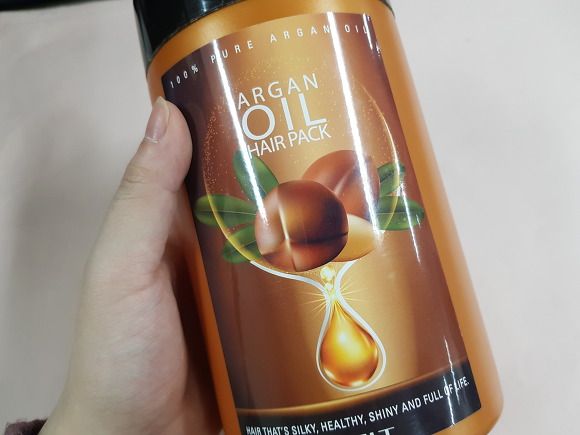 100% PURE ARGAN OIL
ARGAN
OIL
HAIR PACK
HAIR THAT'S SILKY, HEALTHY, SHINY AND FULL OF LIFE.